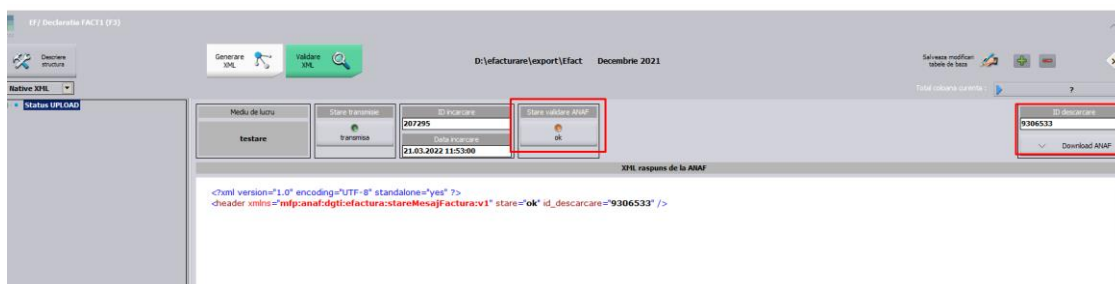 EF/ Declaratia FACT1 (F3)
Descriere structura
Generare XML
Validare XML
D:\efacturare\export\Efact Decembrie 2021
Salveaza modificari tabele de baza
Native XML
Total coloana curenta :
?
Status UPLOAD
Mediu de lucru
testare
Stare transmisie
transmisa
ID incarcare
207295
Data incarcare
21.03.2022 11:53:00
Stare validare ANAF
ok
ID descarcare
9306533
Download ANAF
XML raspuns de la ANAF
<?xml version="1.0" encoding="UTF-8" standalone="yes" ?>
<header xmlns="mfp:anaf:dgti:efactura:stareMesajFactura:v1" stare="ok" id_descarcare="9306533" />